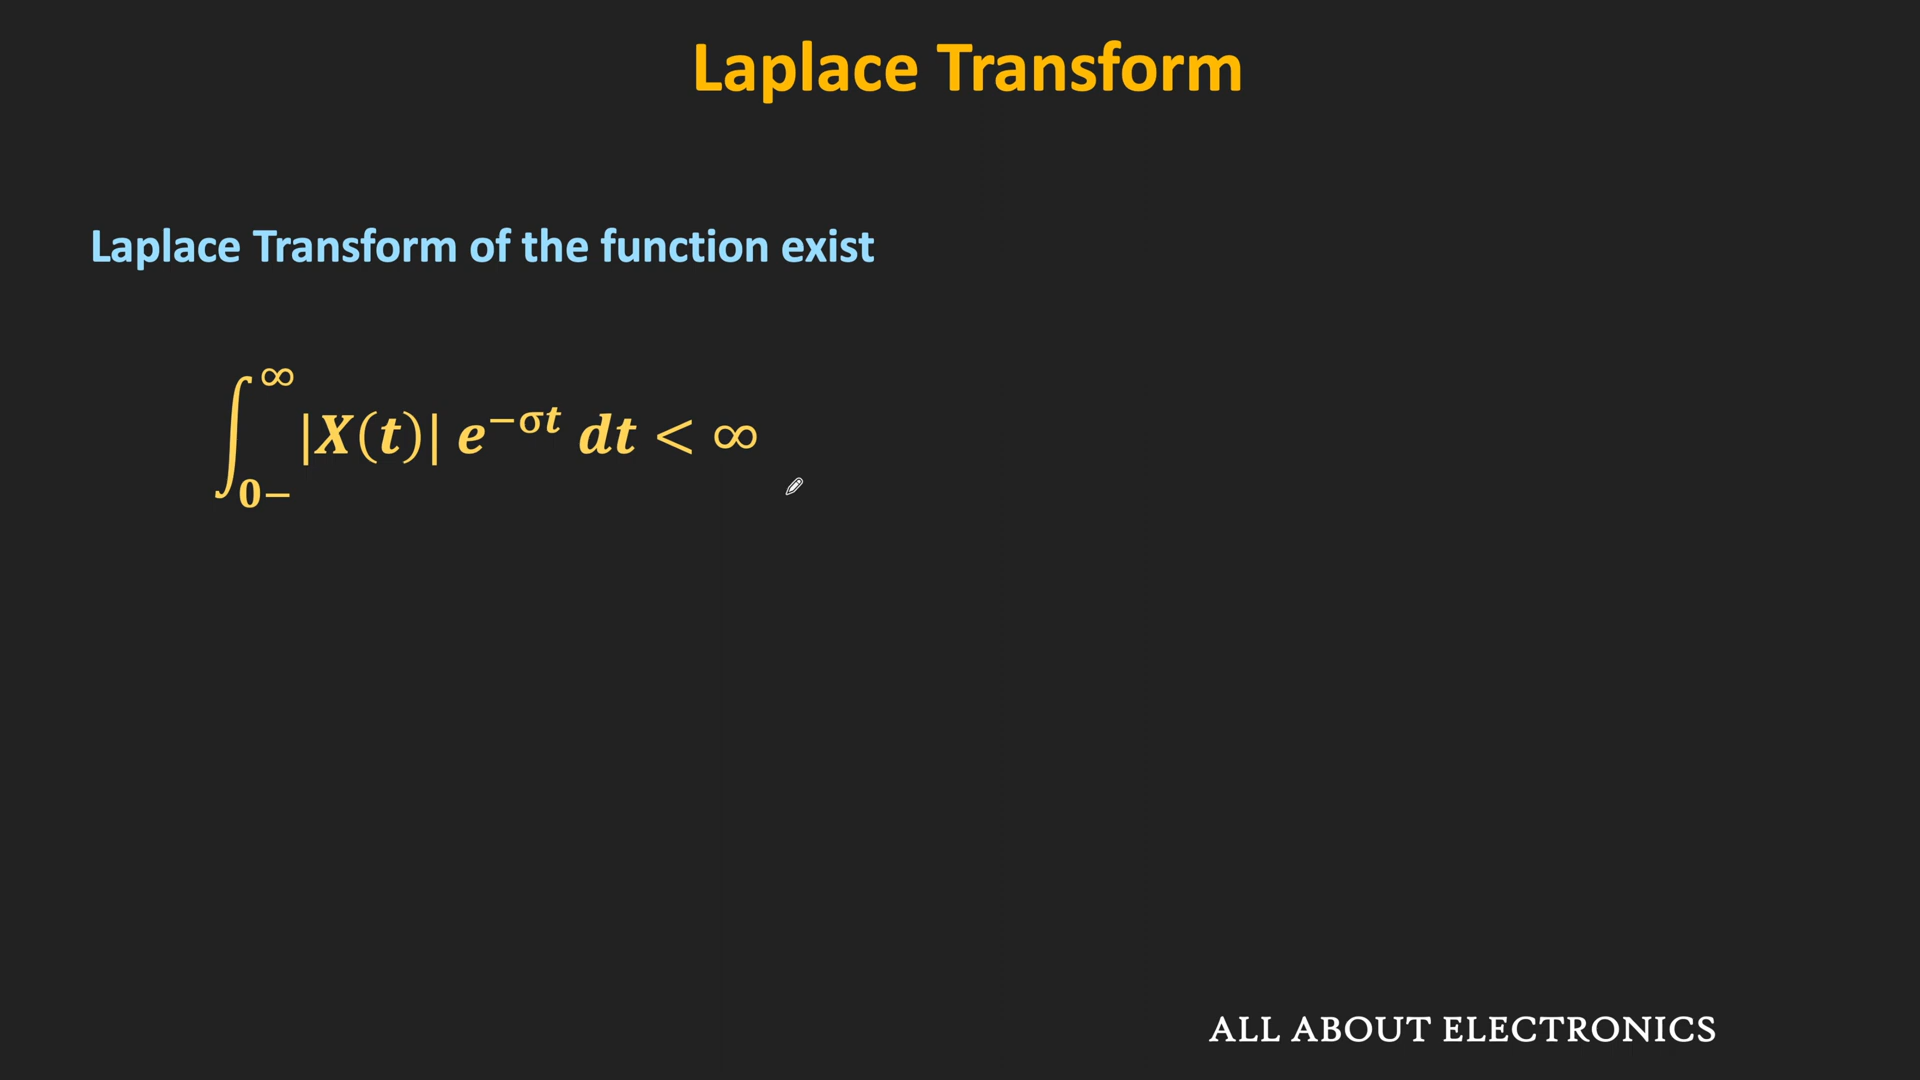 Laplace Transform
Laplace Transform of the function exist
∫₀₋^∞ |X(t)| e^{−σt} dt < ∞
ALL ABOUT ELECTRONICS